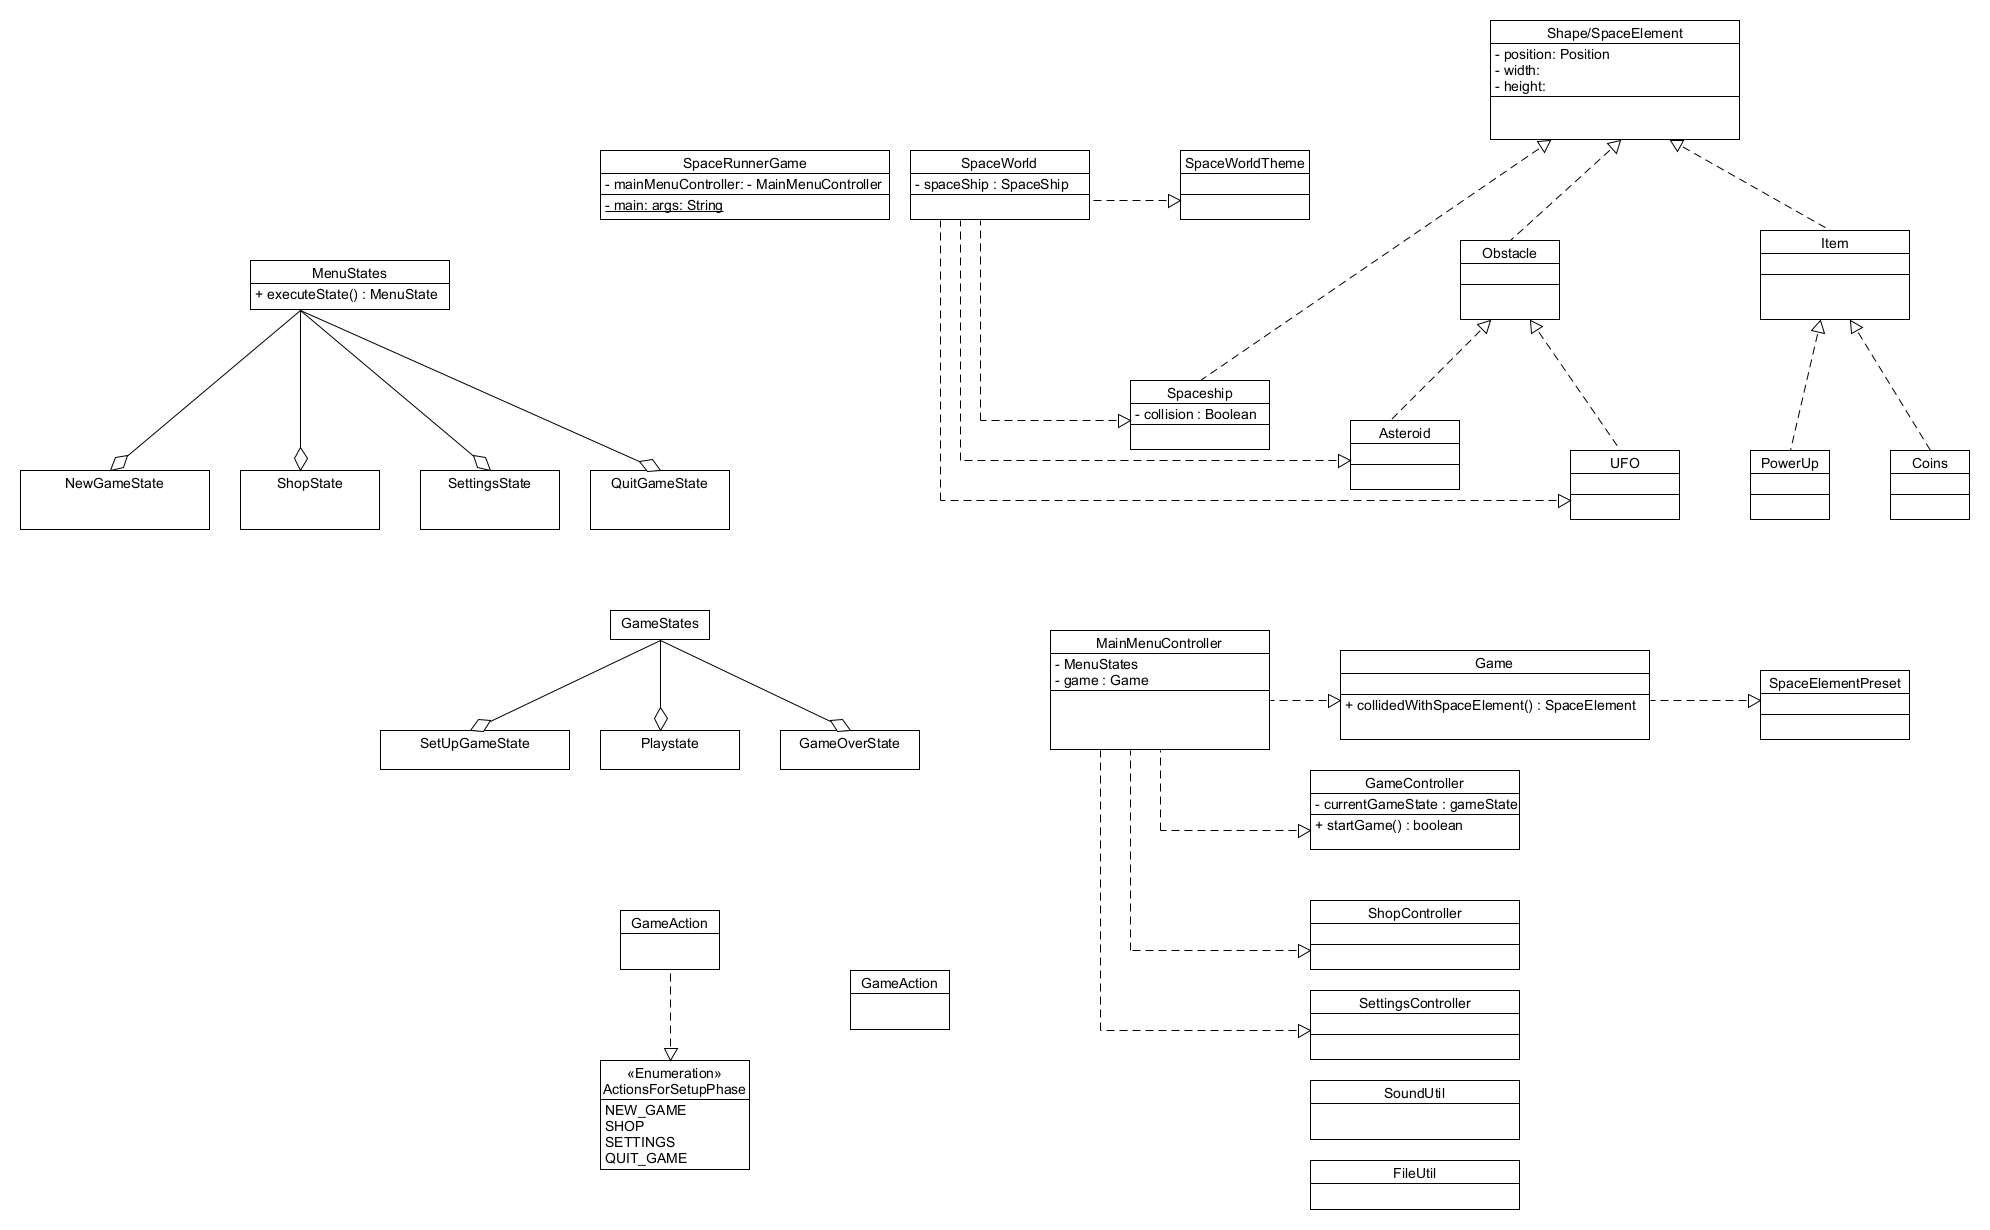 Shape/SpaceElement
- position: Position
- width:
- height:
SpaceRunnerGame
- mainMenuController: - MainMenuController
- main: args: String
SpaceWorld
- spaceShip : SpaceShip
SpaceWorldTheme
Obstacle
Item
MenuStates
+ executeState() : MenuState
Spaceship
- collision : Boolean
Asteroid
UFO
PowerUp
Coins
NewGameState
ShopState
SettingsState
QuitGameState
GameStates
SetUpGameState
Playstate
GameOverState
MainMenuController
- MenuStates
- game : Game
Game
+ collidedWithSpaceElement() : SpaceElement
SpaceElementPreset
GameController
- currentGameState : gameState
+ startGame() : boolean
ShopController
SettingsController
SoundUtil
FileUtil
GameAction
GameAction
«Enumeration»
ActionsForSetupPhase
NEW_GAME
SHOP
SETTINGS
QUIT_GAME